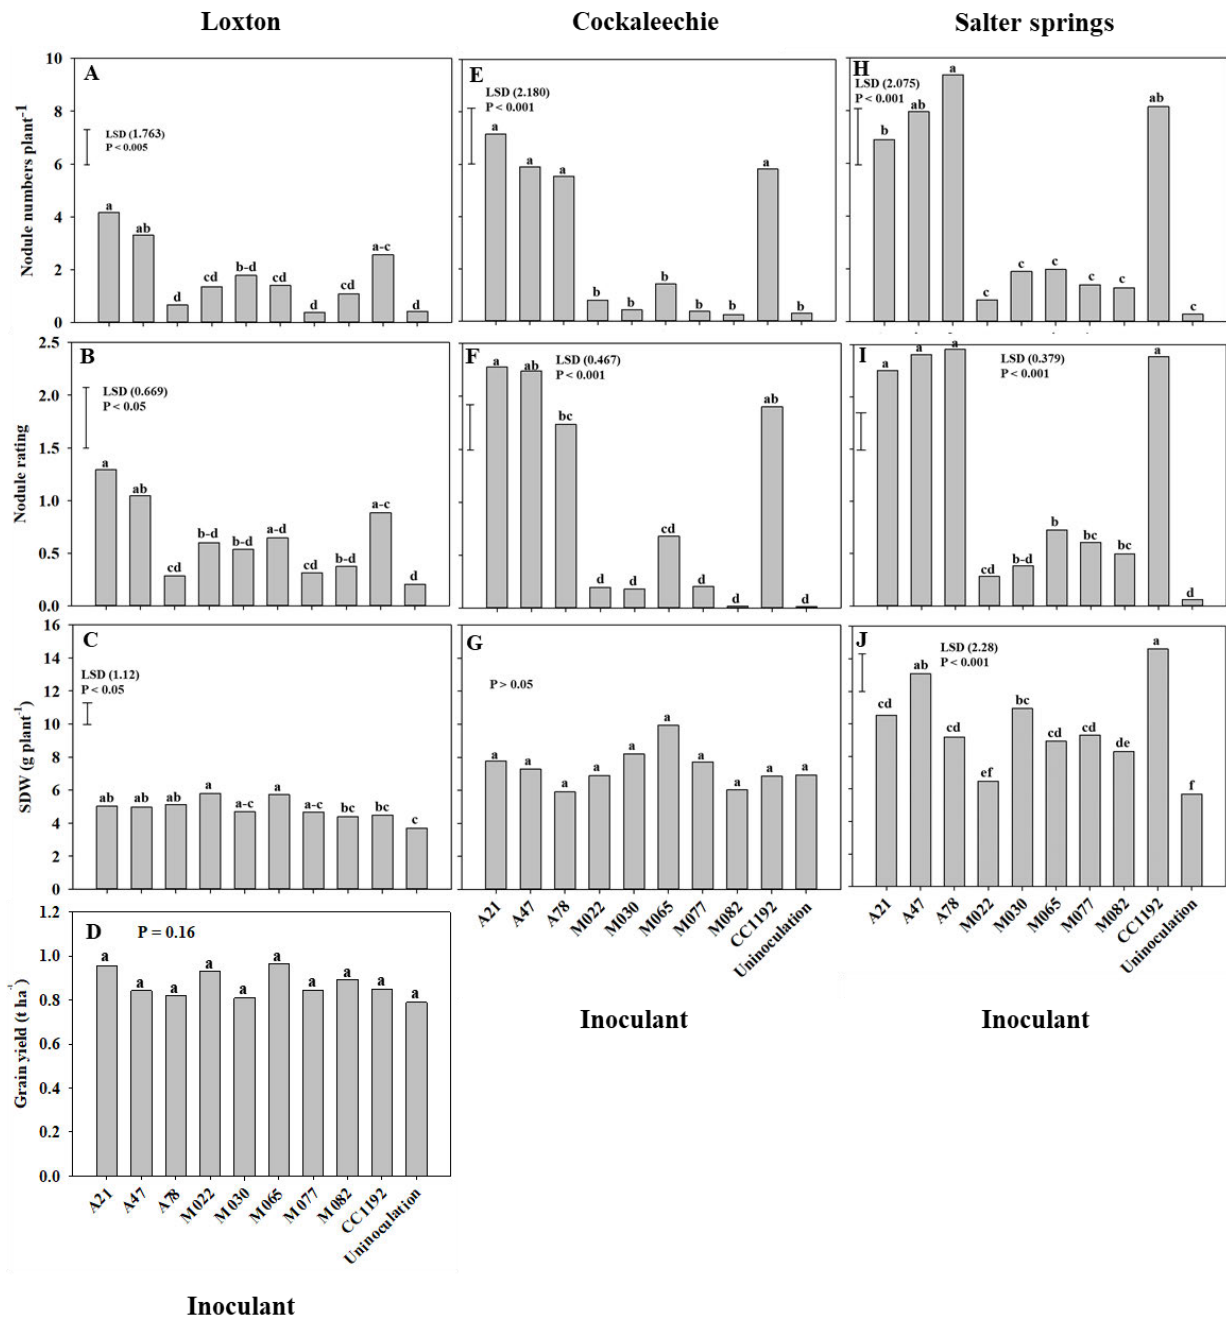 Loxton
Cockaleechie
Salter springs
A
LSD (1.763)
P < 0.005
Nodule numbers plant-1
10
8
6
4
2
0
a
ab
d
cd
b-d
cd
d
cd
a-c
d
E
LSD (2.180)
P < 0.001
a
a
a
b
b
b
b
b
a
b
H
LSD (2.075)
P < 0.001
b
ab
a
c
c
c
c
c
ab
c
B
LSD (0.669)
P < 0.05
Nodule rating
2.5
2.0
1.5
1.0
0.5
0.0
a
ab
cd
b-d
b-d
a-d
cd
b-d
a-c
d
F
LSD (0.467)
P < 0.001
a
ab
bc
d
d
cd
d
d
ab
d
I
LSD (0.379)
P < 0.001
a
a
a
cd
b-d
b
bc
bc
a
d
C
LSD (1.12)
P < 0.05
SDW (g plant-1)
16
14
12
10
8
6
4
2
0
ab
ab
ab
a
a-c
a
a-c
bc
bc
c
G
P > 0.05
a
a
a
a
a
a
a
a
a
a
A21
A47
A78
M022
M030
M065
M077
M082
CC1192
Uninoculation
Inoculant
J
LSD (2.28)
P < 0.001
cd
ab
cd
ef
bc
cd
cd
de
a
f
A21
A47
A78
M022
M030
M065
M077
M082
CC1192
Uninoculation
Inoculant
D
P = 0.16
Grain yield (t ha-1)
1.2
1.0
0.8
0.6
0.4
0.2
0.0
a
a
a
a
a
a
a
a
a
a
A21
A47
A78
M022
M030
M065
M077
M082
CC1192
Uninoculation
Inoculant